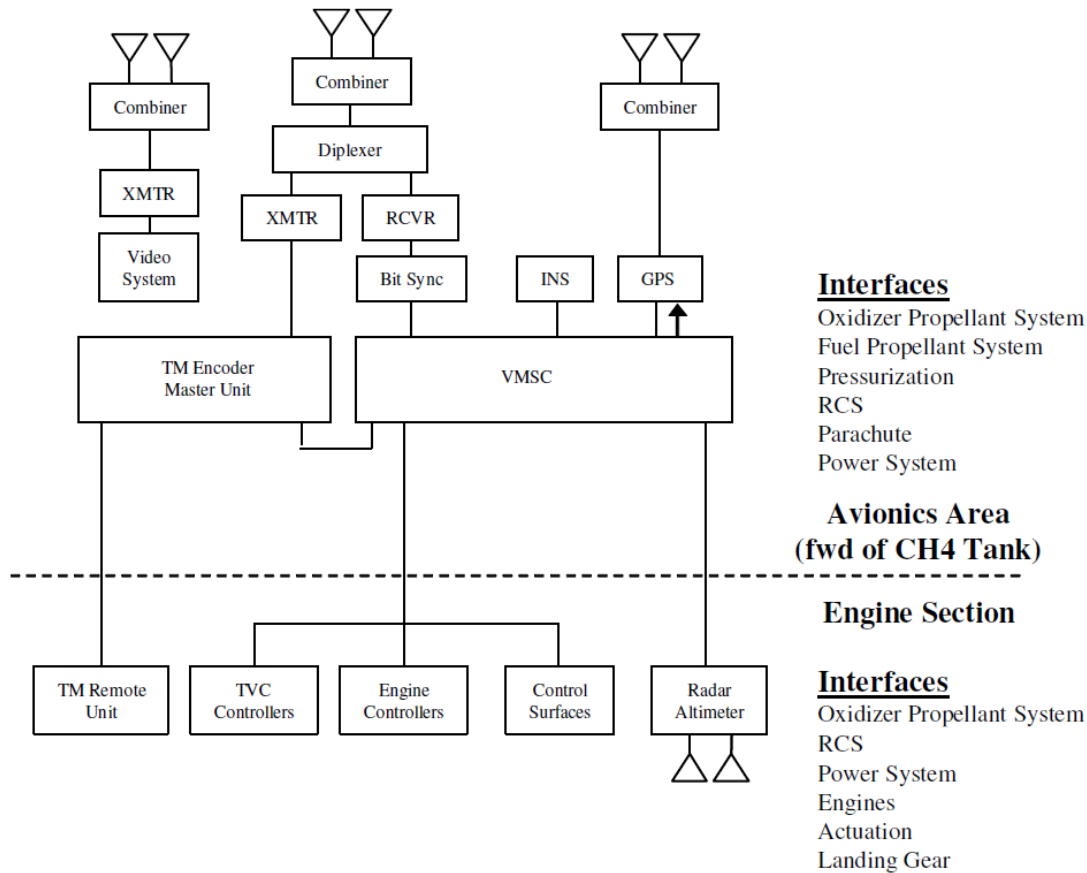 Combiner
Combiner
Combiner
Diplexer
XMTR
XMTR
RCVR
Video
System
Bit Sync
INS
GPS
TM Encoder
Master Unit
VMSC
Interfaces
Oxidizer Propellant System
Fuel Propellant System
Pressurization
RCS
Parachute
Power System
Avionics Area
(fwd of CH4 Tank)
Engine Section
TM Remote
Unit
TVC
Controllers
Engine
Controllers
Control
Surfaces
Radar
Altimeter
Interfaces
Oxidizer Propellant System
RCS
Power System
Engines
Actuation
Landing Gear